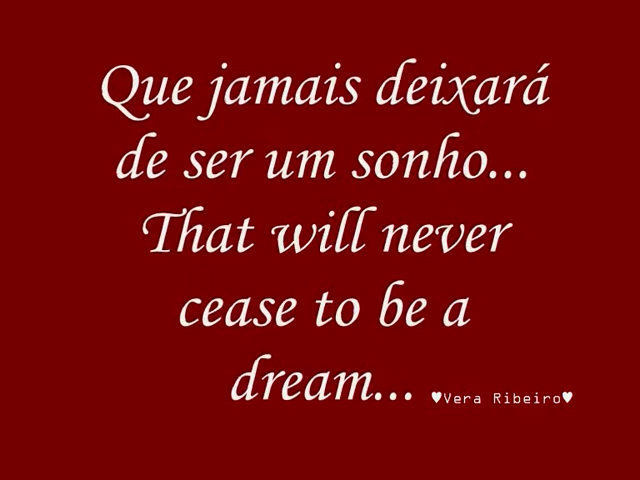 Que jamais deixará
de ser um sonho...
That will never
cease to be a
dream...
♥Vera Ribeiro♥